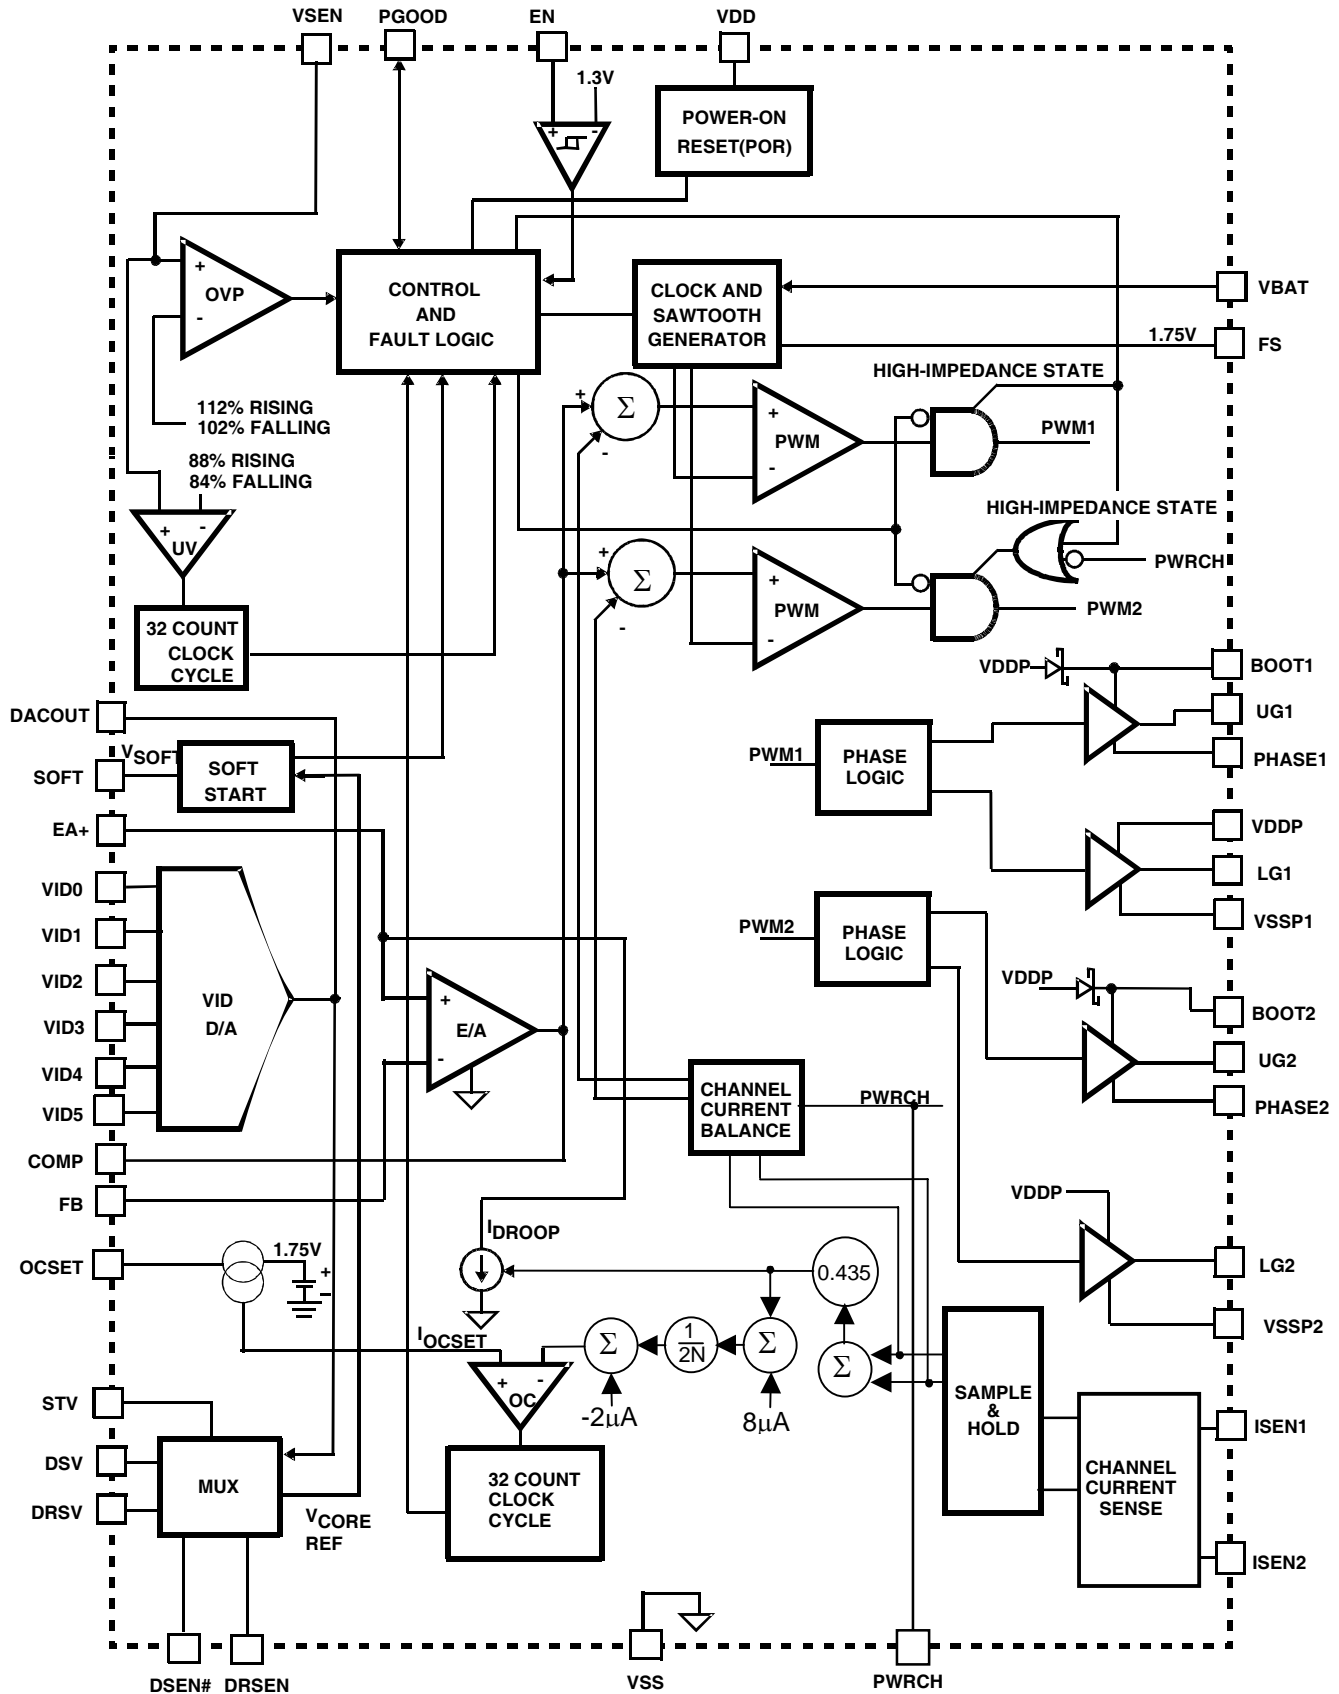 VSEN PGOOD EN VDD
1.3V
+ -
POWER-ON
RESET(POR)
+
OVP
-
CONTROL
AND
FAULT LOGIC
CLOCK AND
SAWTOOTH
GENERATOR
VBAT
1.75V
FS
HIGH-IMPEDANCE STATE
112% RISING
102% FALLING
88% RISING
84% FALLING
+
Σ
-
+
PWM
-
PWM1
HIGH-IMPEDANCE STATE
+ -
UV
+
Σ
-
+
PWM
-
PWRCH
PWM2
32 COUNT
CLOCK
CYCLE
VDDP
BOOT1
UG1
PHASE1
DACOUT
VSOFT
SOFT
SOFT
START
PWM1
PHASE
LOGIC
EA+
VDDP
LG1
VSSP1
VID0
VID1
VID2
VID3
VID4
VID5
VID
D/A
PWM2
PHASE
LOGIC
+
E/A
-
VDDP
BOOT2
UG2
PHASE2
CHANNEL
CURRENT
BALANCE
PWRCH
COMP
FB
VDDP
IDROOP
OCSET
1.75V
+
-
0.435
LG2
VSSP2
IOCSET
Σ
1
2N
Σ
Σ
+ -
OC
-2µA
8µA
STV
DSV
DRSV
MUX
VCORE
REF
32 COUNT
CLOCK
CYCLE
SAMPLE
&
HOLD
CHANNEL
CURRENT
SENSE
ISEN1
ISEN2
DSEN# DRSEN
VSS
PWRCH